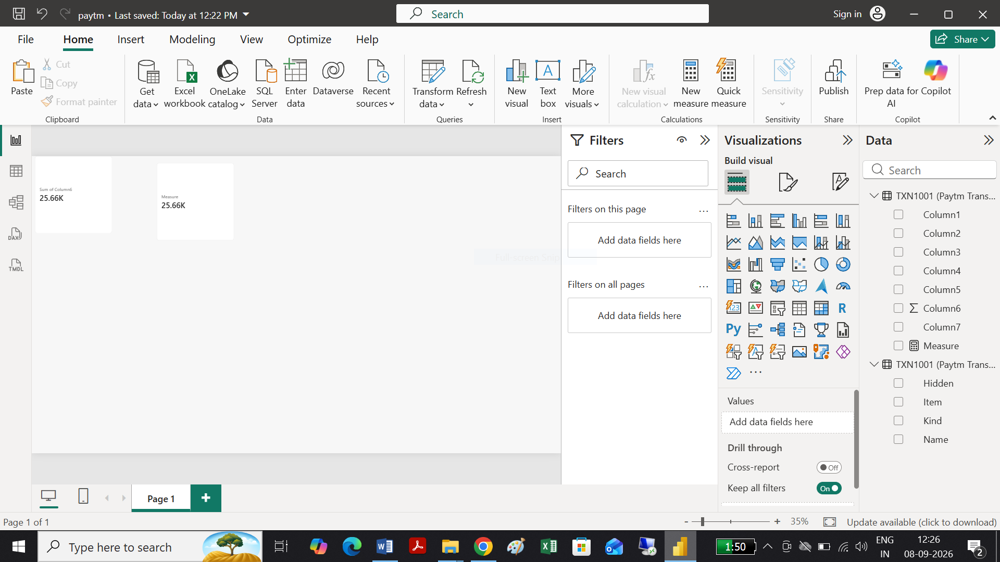 paytm • Last saved: Today at 12:22 PM
Search
Sign in
File
Home
Insert
Modeling
View
Optimize
Help
Share
Paste
Cut
Copy
Format painter
Clipboard
Get data
Excel workbook
OneLake catalog
SQL Server
Enter data
Dataverse
Recent sources
Data
Transform data
Refresh
Queries
New visual
Text box
More visuals
Insert
New visual calculation
New measure
Quick measure
Calculations
Sensitivity
Sensitivity
Publish
Share
Prep data for AI
Copilot
Copilot
DAX
TMDL
Sum of Column6
25.66K
Measure
25.66K
Full-screen Snip
Filters
Search
Filters on this page
Add data fields here
Filters on all pages
Add data fields here
Visualizations
Build visual
123
R
Py
Values
Add data fields here
Drill through
Cross-report
Off
Keep all filters
On
Data
Search
TXN1001 (Paytm Trans...
Column1
Column2
Column3
Column4
Column5
Column6
Column7
Measure
TXN1001 (Paytm Trans...
Hidden
Item
Kind
Name
Page 1
Page 1 of 1
35%
Update available (click to download)
Type here to search
1:50
ENG
IN
12:26
08-09-2026
2